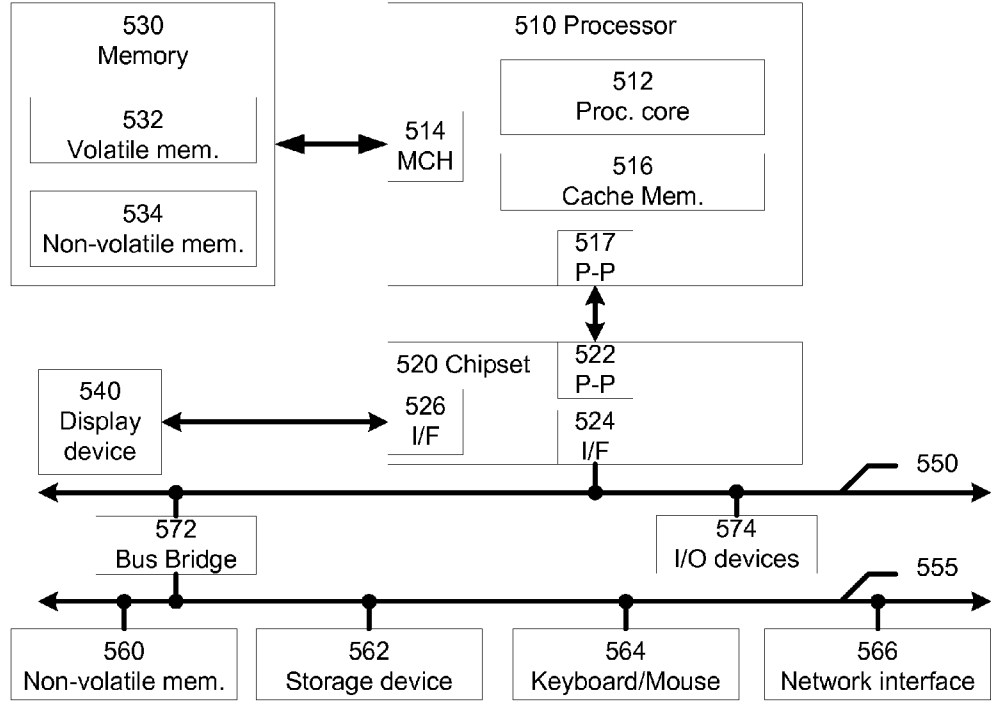 530
Memory
532
Volatile mem.
534
Non-volatile mem.
510 Processor
512
Proc. core
514
MCH
516
Cache Mem.
517
P-P
520 Chipset
522
P-P
526
I/F
524
I/F
540
Display
device
550
572
Bus Bridge
574
I/O devices
555
560
Non-volatile mem.
562
Storage device
564
Keyboard/Mouse
566
Network interface